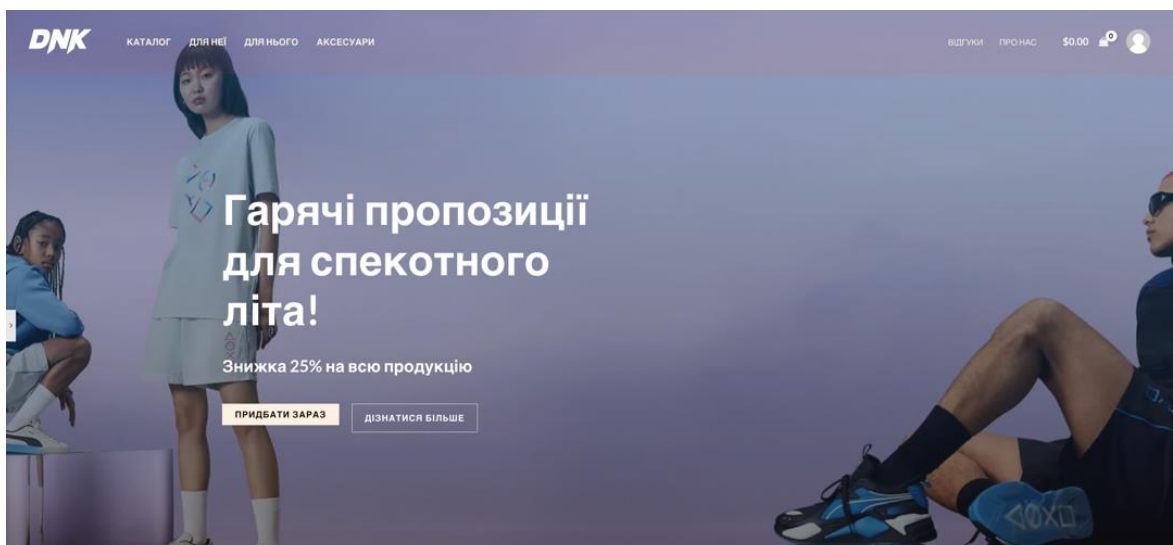 DNK
КАТАЛОГ ДЛЯ НЕЇ ДЛЯ НЬОГО АКСЕСУАРИ
ВІДГУКИ ПРО НАС $0.00 0
Гарячі пропозиції
для спекотного
літа!
Знижка 25% на всю продукцію
ПРИДБАТИ ЗАРАЗ ДІЗНАТИСЯ БІЛЬШЕ